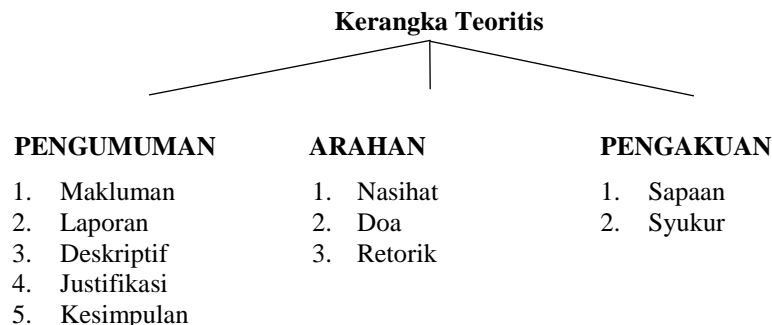 Kerangka Teoritis
PENGUMUMAN
1. Makluman
2. Laporan
3. Deskriptif
4. Justifikasi
5. Kesimpulan
ARAHAN
1. Nasihat
2. Doa
3. Retorik
PENGAKUAN
1. Sapaan
2. Syukur